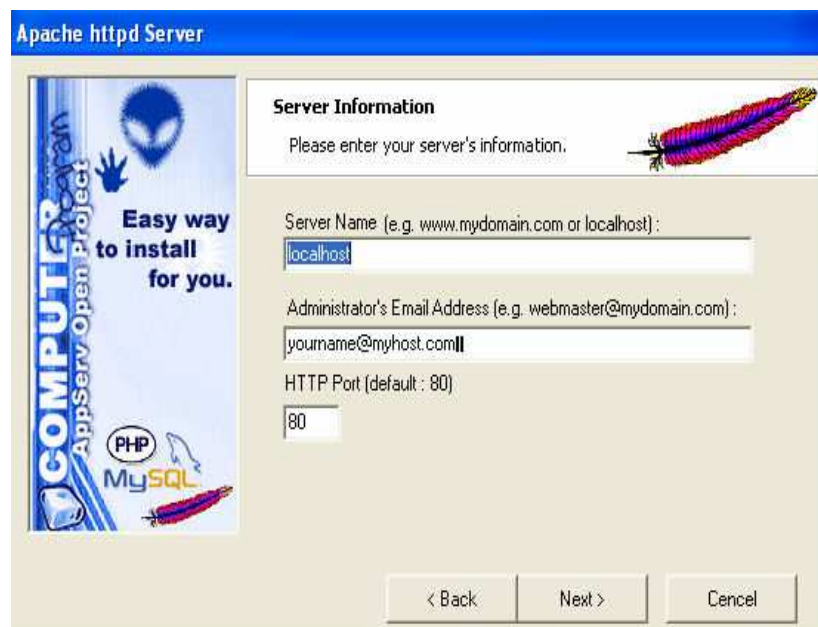 Apache httpd Server
COMPUTER
Program
AppServ Open Project
Easy way
to install
for you.
PHP
MySQL
Server Information
Please enter your server's information.
Server Name (e.g. www.mydomain.com or localhost) :
localhost
Administrator's Email Address (e.g. webmaster@mydomain.com) :
yourname@myhost.com
HTTP Port (default : 80)
80
< Back
Next >
Cencel